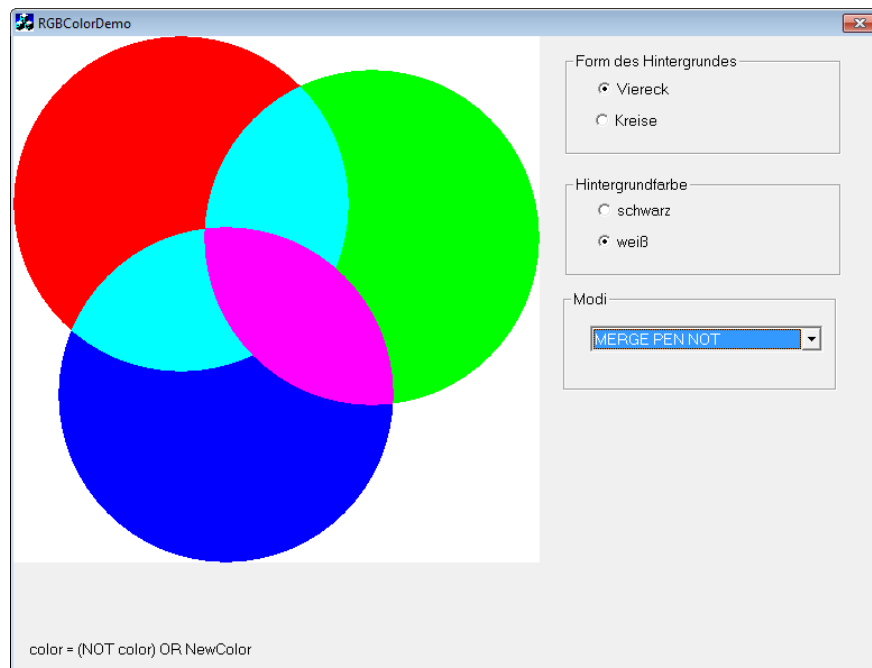 RGBColorDemo
Form des Hintergrundes
Viereck
Kreise
Hintergrundfarbe
schwarz
weiß
Modi
MERGE PEN NOT
color = (NOT color) OR NewColor